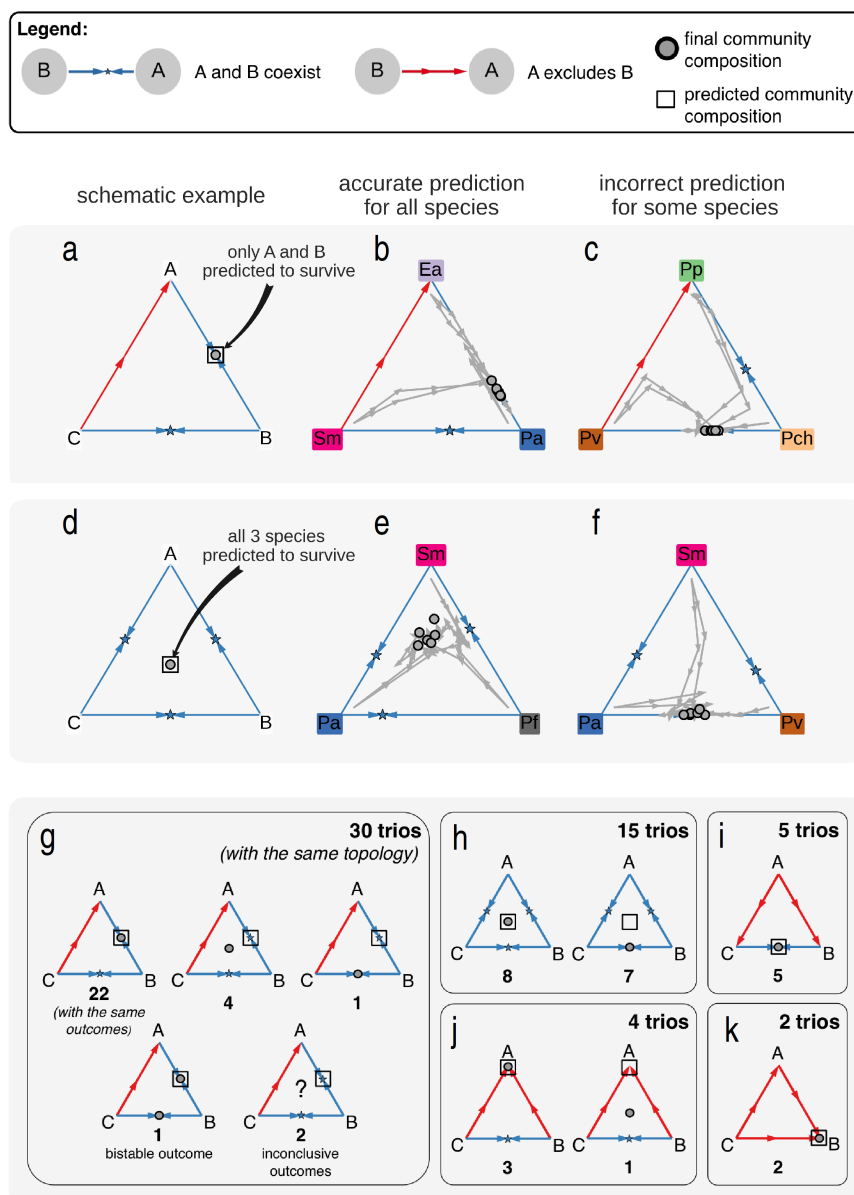 Legend:
B
A
A and B coexist
B
A
A excludes B
final community
composition
predicted community
composition
schematic example
accurate prediction
for all species
incorrect prediction
for some species
a
only A and B
predicted to survive
A
C
B
b
Ea
Sm
Pa
c
Pp
Pv
Pch
d
all 3 species
predicted to survive
A
C
B
e
Sm
Pa
Pf
f
Sm
Pa
Pv
g
30 trios
(with the same topology)
A
C
B
22
(with the same
outcomes)
A
C
B
4
A
C
B
1
A
C
B
1
bistable outcome
A
?
C
B
2
inconclusive
outcomes
h
15 trios
A
C
B
8
A
C
B
7
i
5 trios
A
C
B
5
j
4 trios
A
C
B
3
A
C
B
1
k
2 trios
A
C
B
2